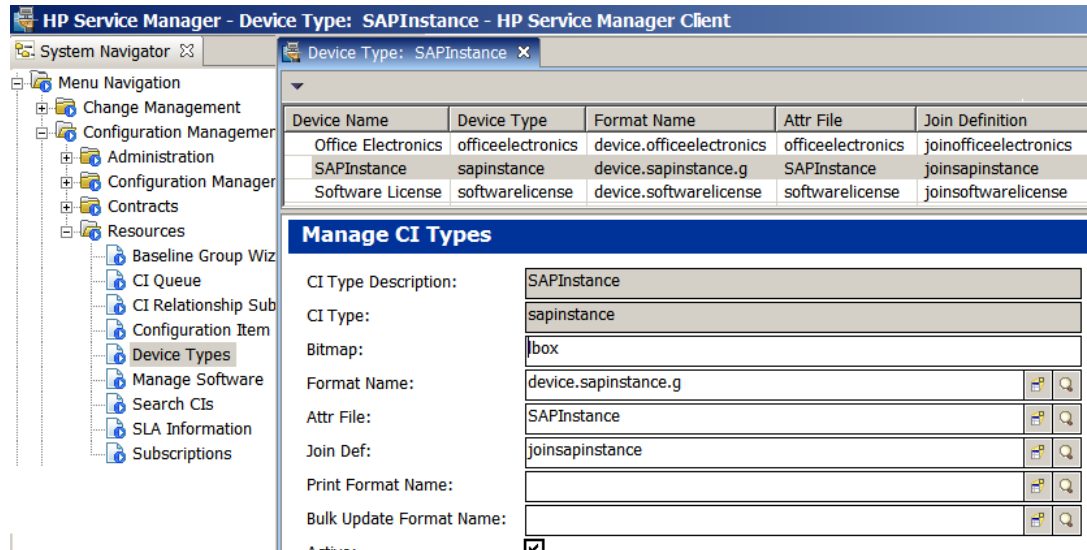 HP Service Manager - Device Type: SAPInstance - HP Service Manager Client
System Navigator
Device Type: SAPInstance
Menu Navigation
Change Management
Configuration Managemen
Administration
Configuration Manager
Contracts
Resources
Baseline Group Wiz
CI Queue
CI Relationship Sub
Configuration Item
Device Types
Manage Software
Search CIs
SLA Information
Subscriptions
Device Name Device Type Format Name Attr File Join Definition
Office Electronics officeelectronics device.officeelectronics officeelectronics joinofficeelectronics
SAPInstance sapinstance device.sapinstance.g SAPInstance joinsapinstance
Software License softwarelicense device.softwarelicense softwarelicense joinsoftwarelicense
Manage CI Types
CI Type Description: SAPInstance
CI Type: sapinstance
Bitmap: lbox
Format Name: device.sapinstance.g
Attr File: SAPInstance
Join Def: joinsapinstance
Print Format Name:
Bulk Update Format Name:
Active: